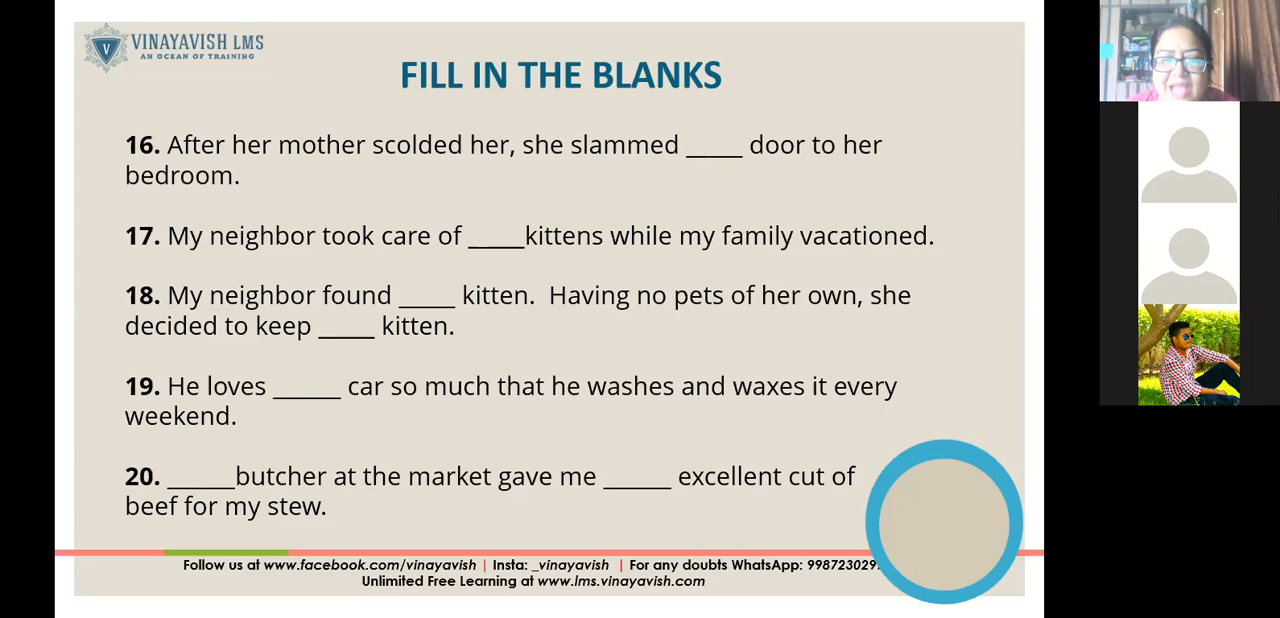 VINAYAVISH LMS
AN OCEAN OF TRAINING
FILL IN THE BLANKS
16. After her mother scolded her, she slammed _____ door to her
bedroom.
17. My neighbor took care of _____kittens while my family vacationed.
18. My neighbor found _____ kitten.  Having no pets of her own, she
decided to keep _____ kitten.
19. He loves ______ car so much that he washes and waxes it every
weekend.
20. ______butcher at the market gave me ______ excellent cut of
beef for my stew.
Follow us at www.facebook.com/vinayavish | Insta: _vinayavish | For any doubts WhatsApp: 998723029
Unlimited Free Learning at www.lms.vinayavish.com